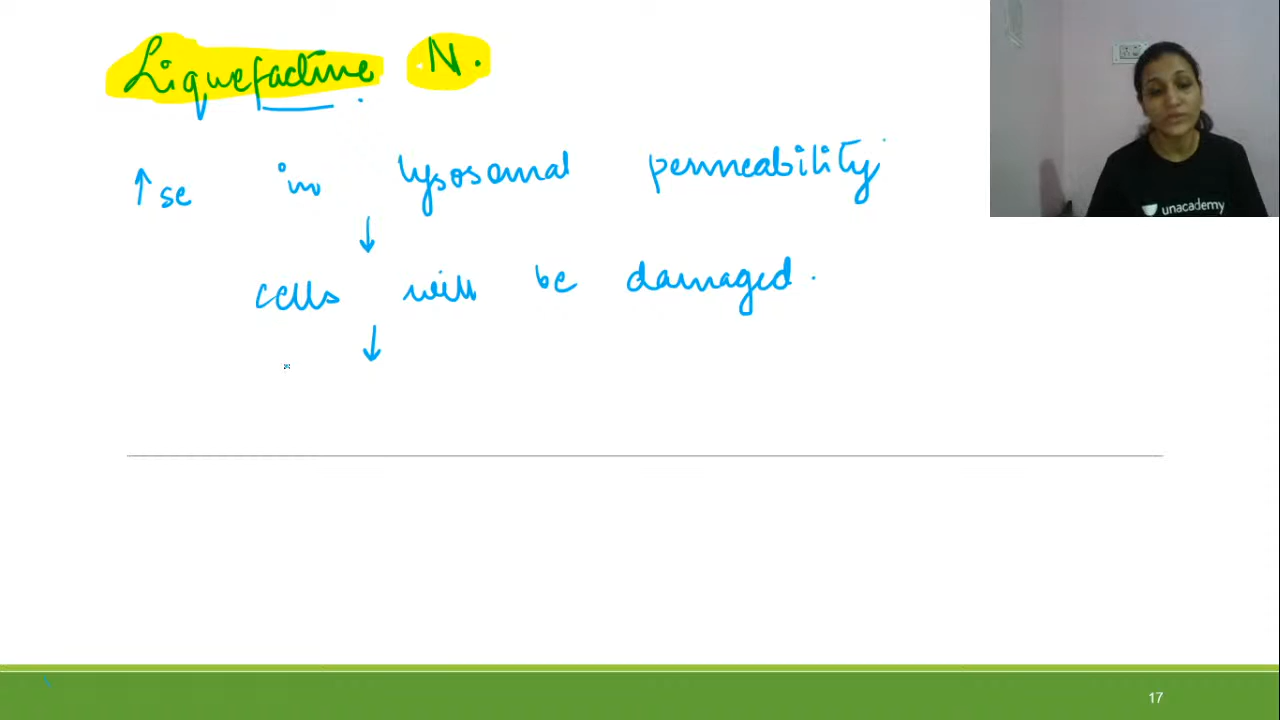 Liquefactive N.
unacademy
↑se in lysosomal permeability
↓
cells will be damaged.
↓
17